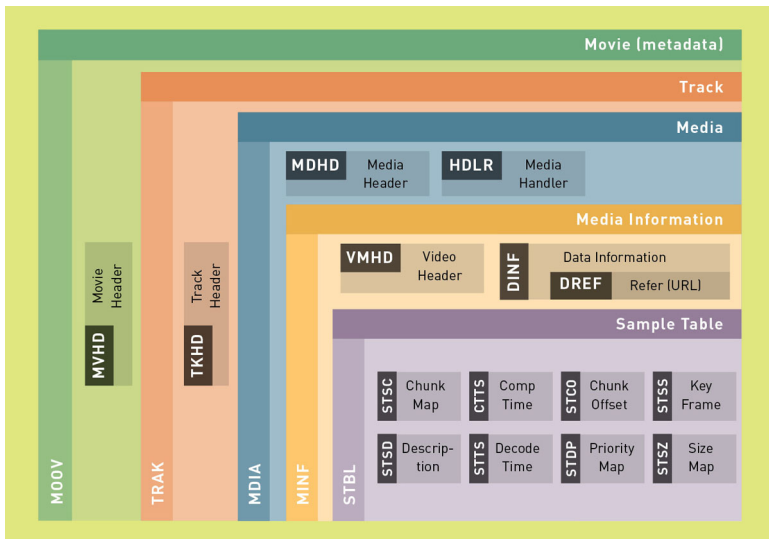 Movie (metadata)
Track
Media
MDHD
Media
Header
HDLR
Media
Handler
Media Information
VMHD
Video
Header
DINF
Data Information
DREF
Refer (URL)
Movie
Header
MVHD
Track
Header
TKHD
Sample Table
STSC
Chunk
Map
CTTS
Comp
Time
STCO
Chunk
Offset
STSS
Key
Frame
STSD
Descrip-
tion
STTS
Decode
Time
STDP
Priority
Map
STSZ
Size
Map
MOOV
TRAK
MDIA
MINF
STBL